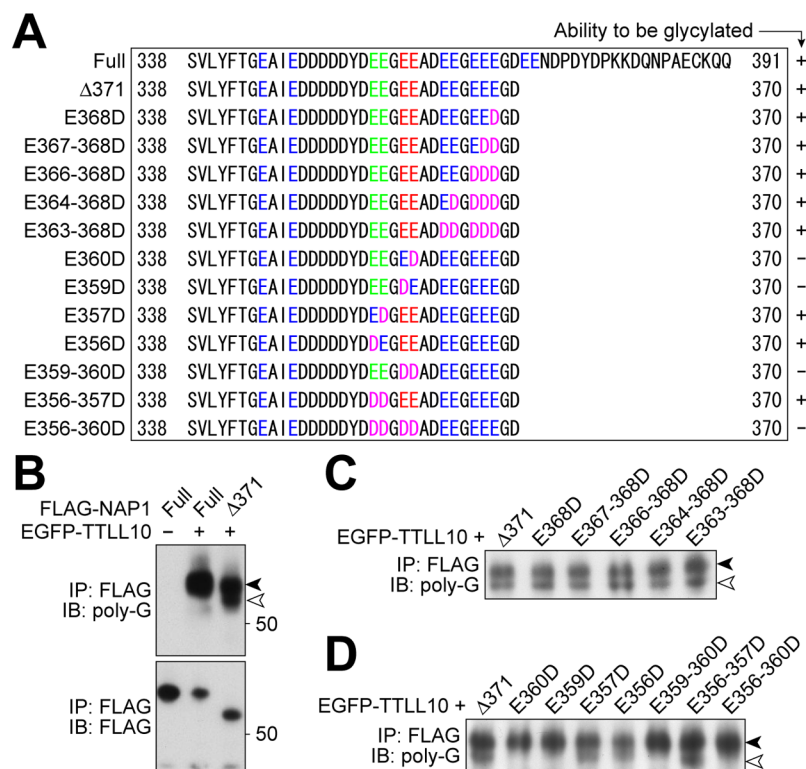 A
Ability to be glycylated
Full 338 SVLYFTGEAIEDDDDDYDEEGEEADEEGEEEGDEENDPDYDPKKDQNPAECKQQ 391 +
Δ371 338 SVLYFTGEAIEDDDDDYDEEGEEADEEGEEEGD 370 +
E368D 338 SVLYFTGEAIEDDDDDYDEEGEEADEEGEEDGD 370 +
E367-368D 338 SVLYFTGEAIEDDDDDYDEEGEEADEEGEDDGD 370 +
E366-368D 338 SVLYFTGEAIEDDDDDYDEEGEEADEEGDDDGD 370 +
E364-368D 338 SVLYFTGEAIEDDDDDYDEEGEEADEDGDDDGD 370 +
E363-368D 338 SVLYFTGEAIEDDDDDYDEEGEEADDDGDDDGD 370 +
E360D 338 SVLYFTGEAIEDDDDDYDEEGEDADEEGEEEGD 370 −
E359D 338 SVLYFTGEAIEDDDDDYDEEGDEADEEGEEEGD 370 −
E357D 338 SVLYFTGEAIEDDDDDYDEDGEEADEEGEEEGD 370 +
E356D 338 SVLYFTGEAIEDDDDDYDDEGEEADEEGEEEGD 370 +
E359-360D 338 SVLYFTGEAIEDDDDDYDEEGDDADEEGEEEGD 370 −
E356-357D 338 SVLYFTGEAIEDDDDDYDDDGEEADEEGEEEGD 370 +
E356-360D 338 SVLYFTGEAIEDDDDDYDDDGDDADEEGEEEGD 370 −
B
FLAG-NAP1 Full Full Δ371
EGFP-TTLL10 − + +
IP: FLAG
IB: poly-G
50
IP: FLAG
IB: FLAG
50
C
EGFP-TTLL10 + Δ371 E368D E367-368D E366-368D E364-368D E363-368D
IP: FLAG
IB: poly-G
D
EGFP-TTLL10 + Δ371 E360D E359D E357D E356D E359-360D E356-357D E356-360D
IP: FLAG
IB: poly-G